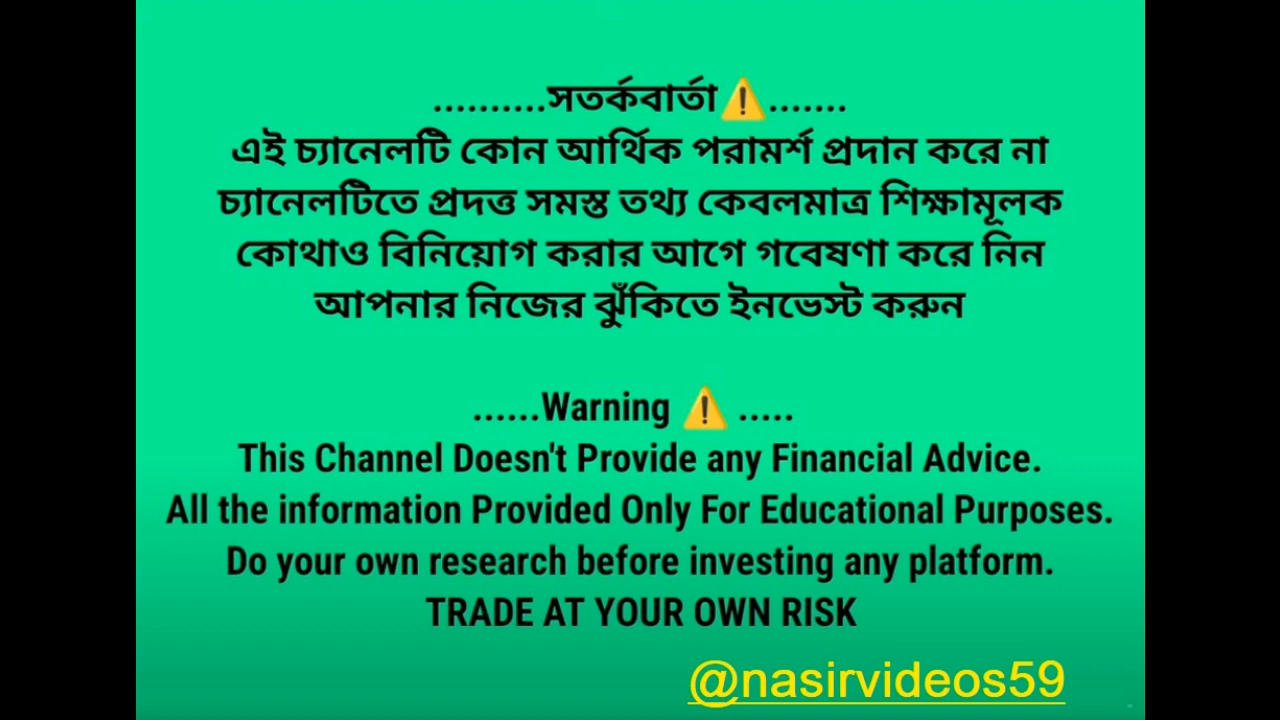 ..........সতর্কবার্তা⚠️.......
এই চ্যানেলটি কোন আর্থিক পরামর্শ প্রদান করে না
চ্যানেলটিতে প্রদত্ত সমস্ত তথ্য কেবলমাত্র শিক্ষামূলক
কোথাও বিনিয়োগ করার আগে গবেষণা করে নিন
আপনার নিজের ঝুঁকিতে ইনভেস্ট করুন
......Warning ⚠️ .....
This Channel Doesn't Provide any Financial Advice.
All the information Provided Only For Educational Purposes.
Do your own research before investing any platform.
TRADE AT YOUR OWN RISK
@nasirvideos59